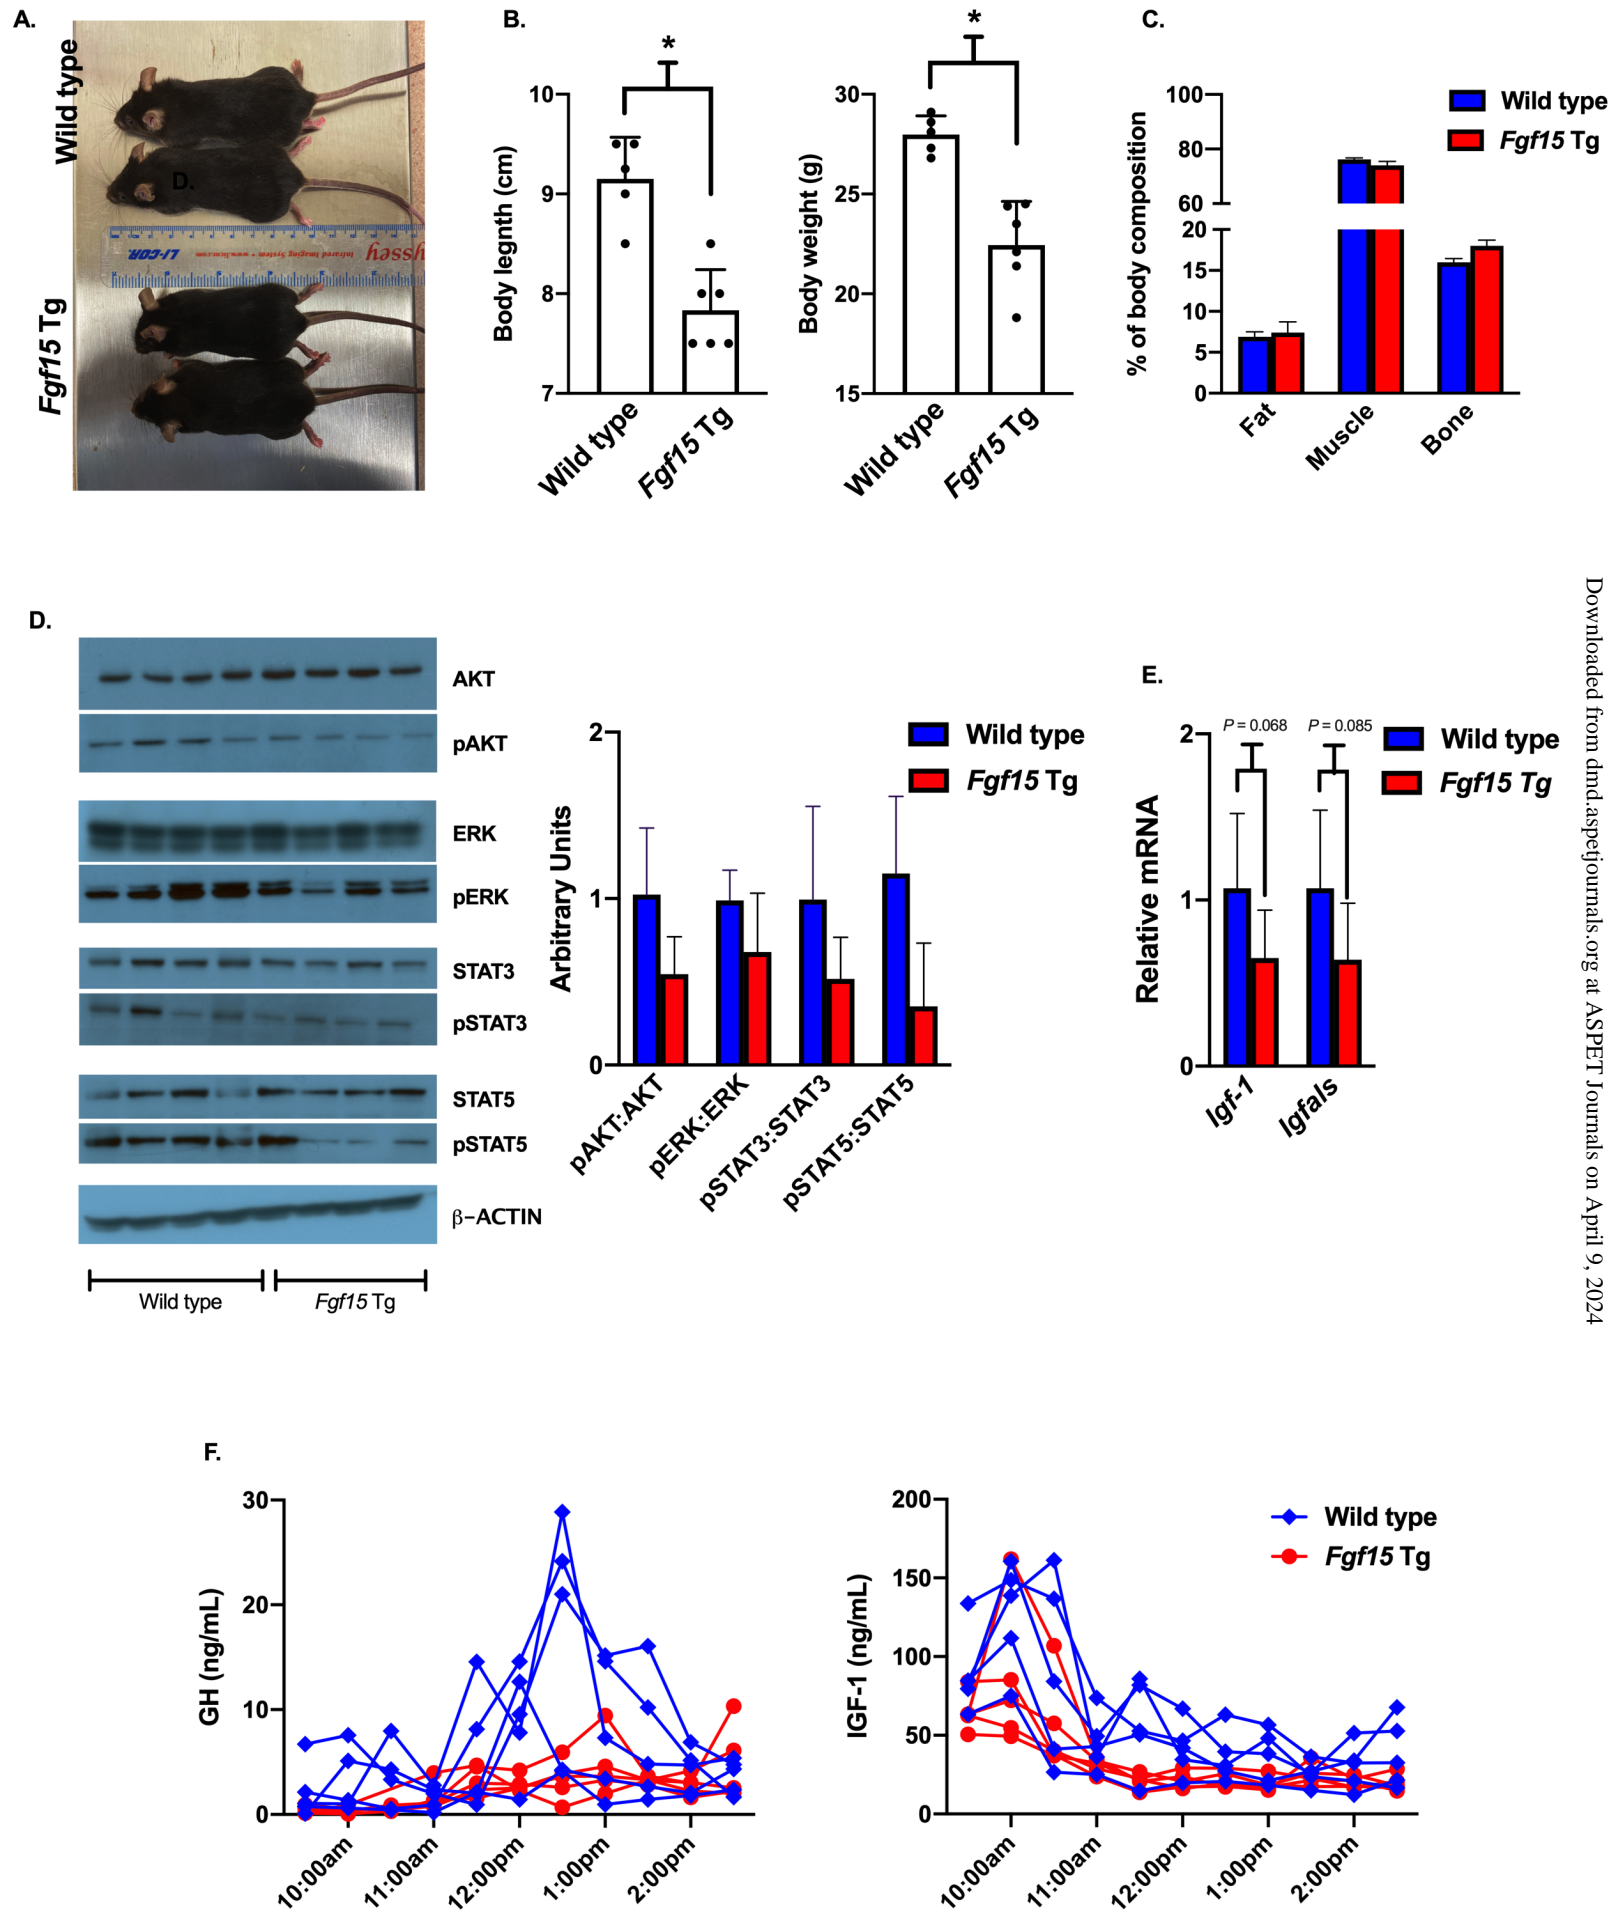 A.
Wild type
Fgf15 Tg
D.
LI-COR
Infrared Imaging System • www.licor.com
yssey
B.
*
Body legnth (cm)
10
9
8
7
Wild type
Fgf15 Tg
*
Body weight (g)
30
25
20
15
Wild type
Fgf15 Tg
C.
% of body composition
100
80
60
20
15
10
5
0
Fat
Muscle
Bone
Wild type
Fgf15 Tg
D.
AKT
pAKT
ERK
pERK
STAT3
pSTAT3
STAT5
pSTAT5
β-ACTIN
Wild type
Fgf15 Tg
Arbitrary Units
2
1
0
pAKT:AKT
pERK:ERK
pSTAT3:STAT3
pSTAT5:STAT5
Wild type
Fgf15 Tg
E.
Relative mRNA
2
1
0
P = 0.068
P = 0.085
Igf-1
Igfals
Wild type
Fgf15 Tg
Downloaded from dmd.aspetjournals.org at ASPET Journals on April 9, 2024
F.
GH (ng/mL)
30
20
10
0
10:00am
11:00am
12:00pm
1:00pm
2:00pm
IGF-1 (ng/mL)
200
150
100
50
0
10:00am
11:00am
12:00pm
1:00pm
2:00pm
Wild type
Fgf15 Tg